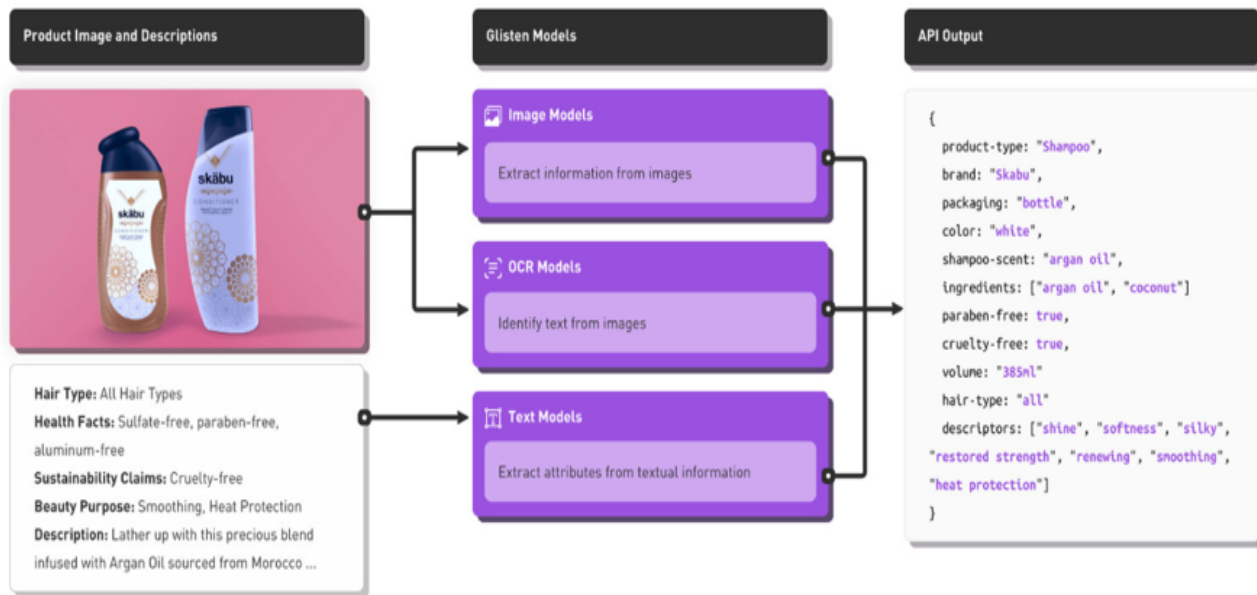 Product Image and Descriptions
skäbu
CONDITIONER
skäbu
CONDITIONER
Hair Type: All Hair Types
Health Facts: Sulfate-free, paraben-free,
aluminum-free
Sustainability Claims: Cruelty-free
Beauty Purpose: Smoothing, Heat Protection
Description: Lather up with this precious blend
infused with Argan Oil sourced from Morocco ...
Glisten Models
Image Models
Extract information from images
OCR Models
Identify text from images
Text Models
Extract attributes from textual information
API Output
{
product-type: "Shampoo",
brand: "Skabu",
packaging: "bottle",
color: "white",
shampoo-scent: "argan oil",
ingredients: ["argan oil", "coconut"]
paraben-free: true,
cruelty-free: true,
volume: "385ml"
hair-type: "all"
descriptors: ["shine", "softness", "silky",
"restored strength", "renewing", "smoothing",
"heat protection"]
}